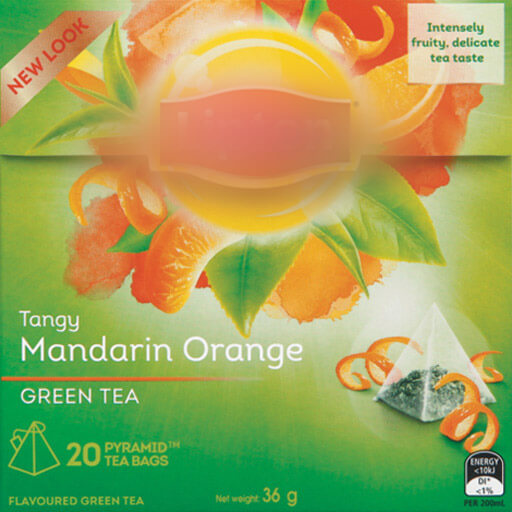 NEW LOOK
Intensely
fruity, delicate
tea taste
Tangy
Mandarin Orange
GREEN TEA
20 PYRAMID™
TEA BAGS
FLAVOURED GREEN TEA
Net weight 36 g
ENERGY
<10kJ
DI*
<1%
PER 200mL